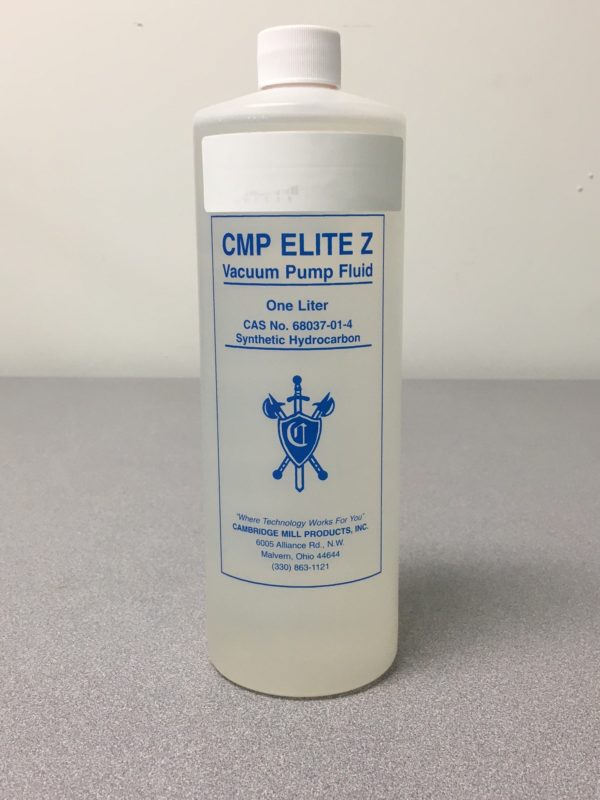 CMP ELITE Z
Vacuum Pump Fluid
One Liter
CAS No. 68037-01-4
Synthetic Hydrocarbon
C
"Where Technology Works For You"
CAMBRIDGE MILL PRODUCTS, INC.
6005 Alliance Rd., N.W.
Malvern, Ohio 44644
(330) 863-1121